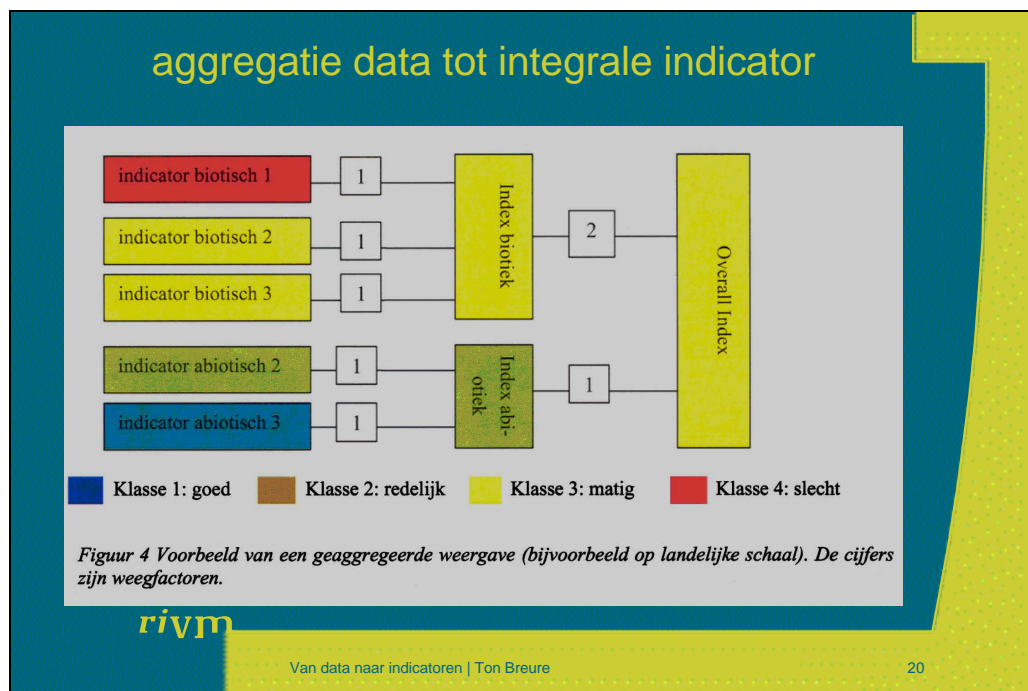 aggregatie data tot integrale indicator
indicator biotisch 1
1
indicator biotisch 2
1
indicator biotisch 3
1
Index biotiek
2
indicator abiotisch 2
1
indicator abiotisch 3
1
Index abi-
otiek
1
Overall Index
Klasse 1: goed
Klasse 2: redelijk
Klasse 3: matig
Klasse 4: slecht
Figuur 4 Voorbeeld van een geaggregeerde weergave (bijvoorbeeld op landelijke schaal). De cijfers
zijn weegfactoren.
rivm
Van data naar indicatoren | Ton Breure
20